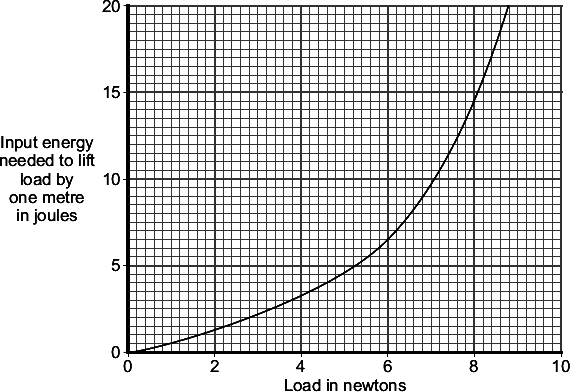 20
15
10
5
0
Input energy
needed to lift
load by
one metre
in joules
0 2 4 6 8 10
Load in newtons